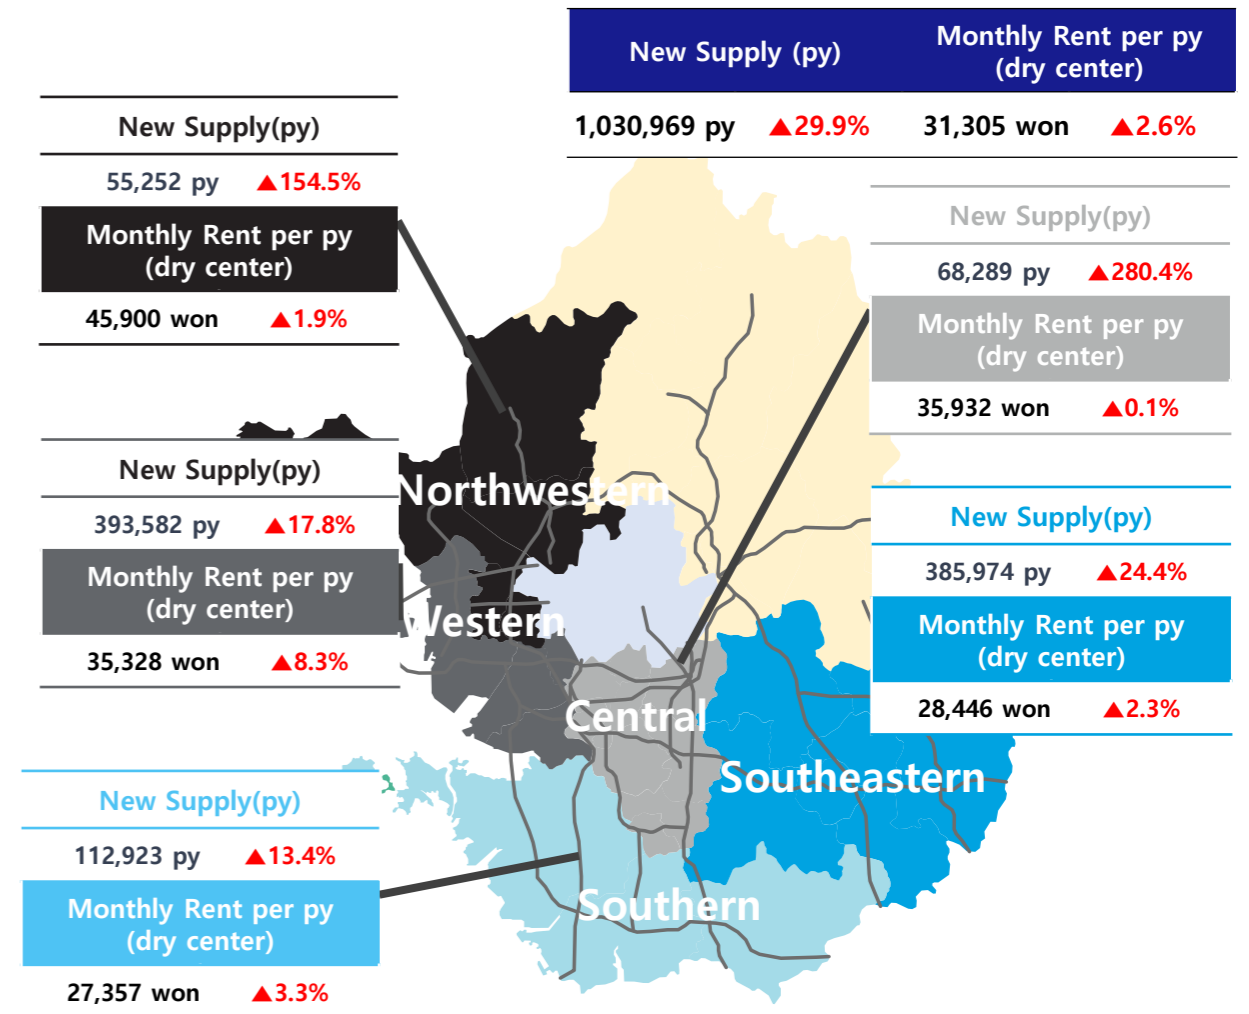 New Supply (py)
Monthly Rent per py
(dry center)
1,030,969 py ▲29.9% 31,305 won ▲2.6%
New Supply(py)
55,252 py ▲154.5%
Monthly Rent per py
(dry center)
45,900 won ▲1.9%
New Supply(py)
68,289 py ▲280.4%
Monthly Rent per py
(dry center)
35,932 won ▲0.1%
New Supply(py)
393,582 py ▲17.8%
Monthly Rent per py
(dry center)
35,328 won ▲8.3%
New Supply(py)
385,974 py ▲24.4%
Monthly Rent per py
(dry center)
28,446 won ▲2.3%
New Supply(py)
112,923 py ▲13.4%
Monthly Rent per py
(dry center)
27,357 won ▲3.3%
Northwestern
Western
Central
Southeastern
Southern